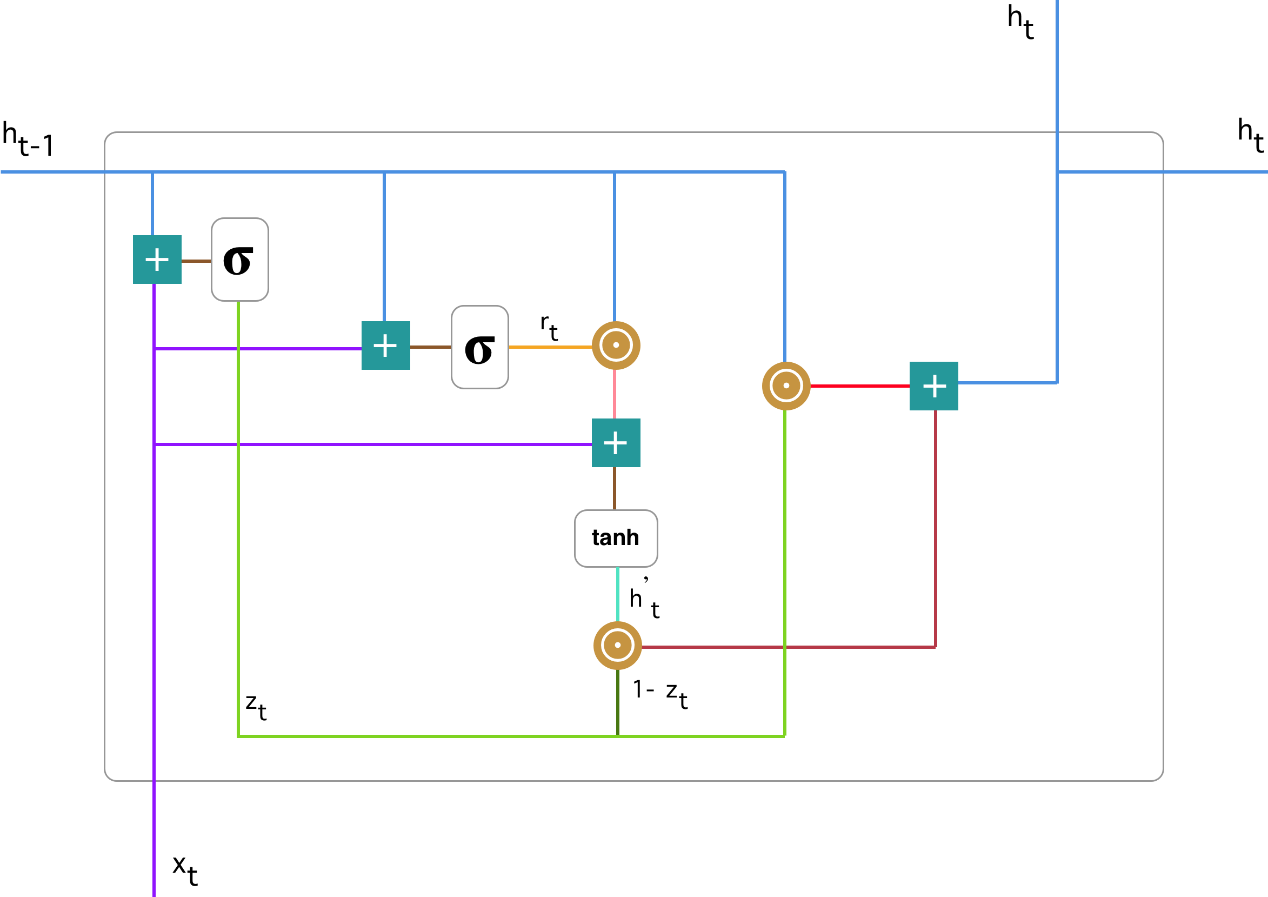 h_t
h_t-1
h_t
+
σ
+
σ
r_t
+
+
tanh
h'_t
1- z_t
z_t
x_t